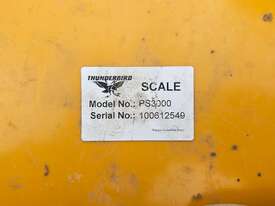 THUNDERBIRD
SCALE
Model No.: PS3000
Serial No.: 100612549